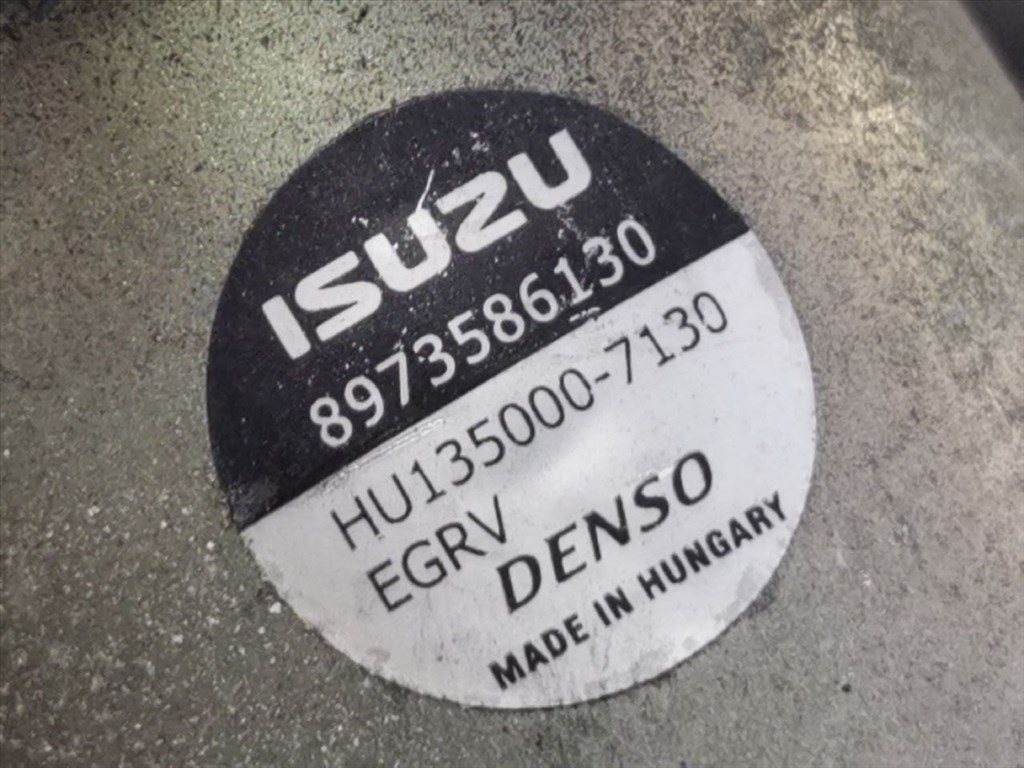 ISUZU
8973586130
HU135000-7130
EGRV
DENSO
MADE IN HUNGARY